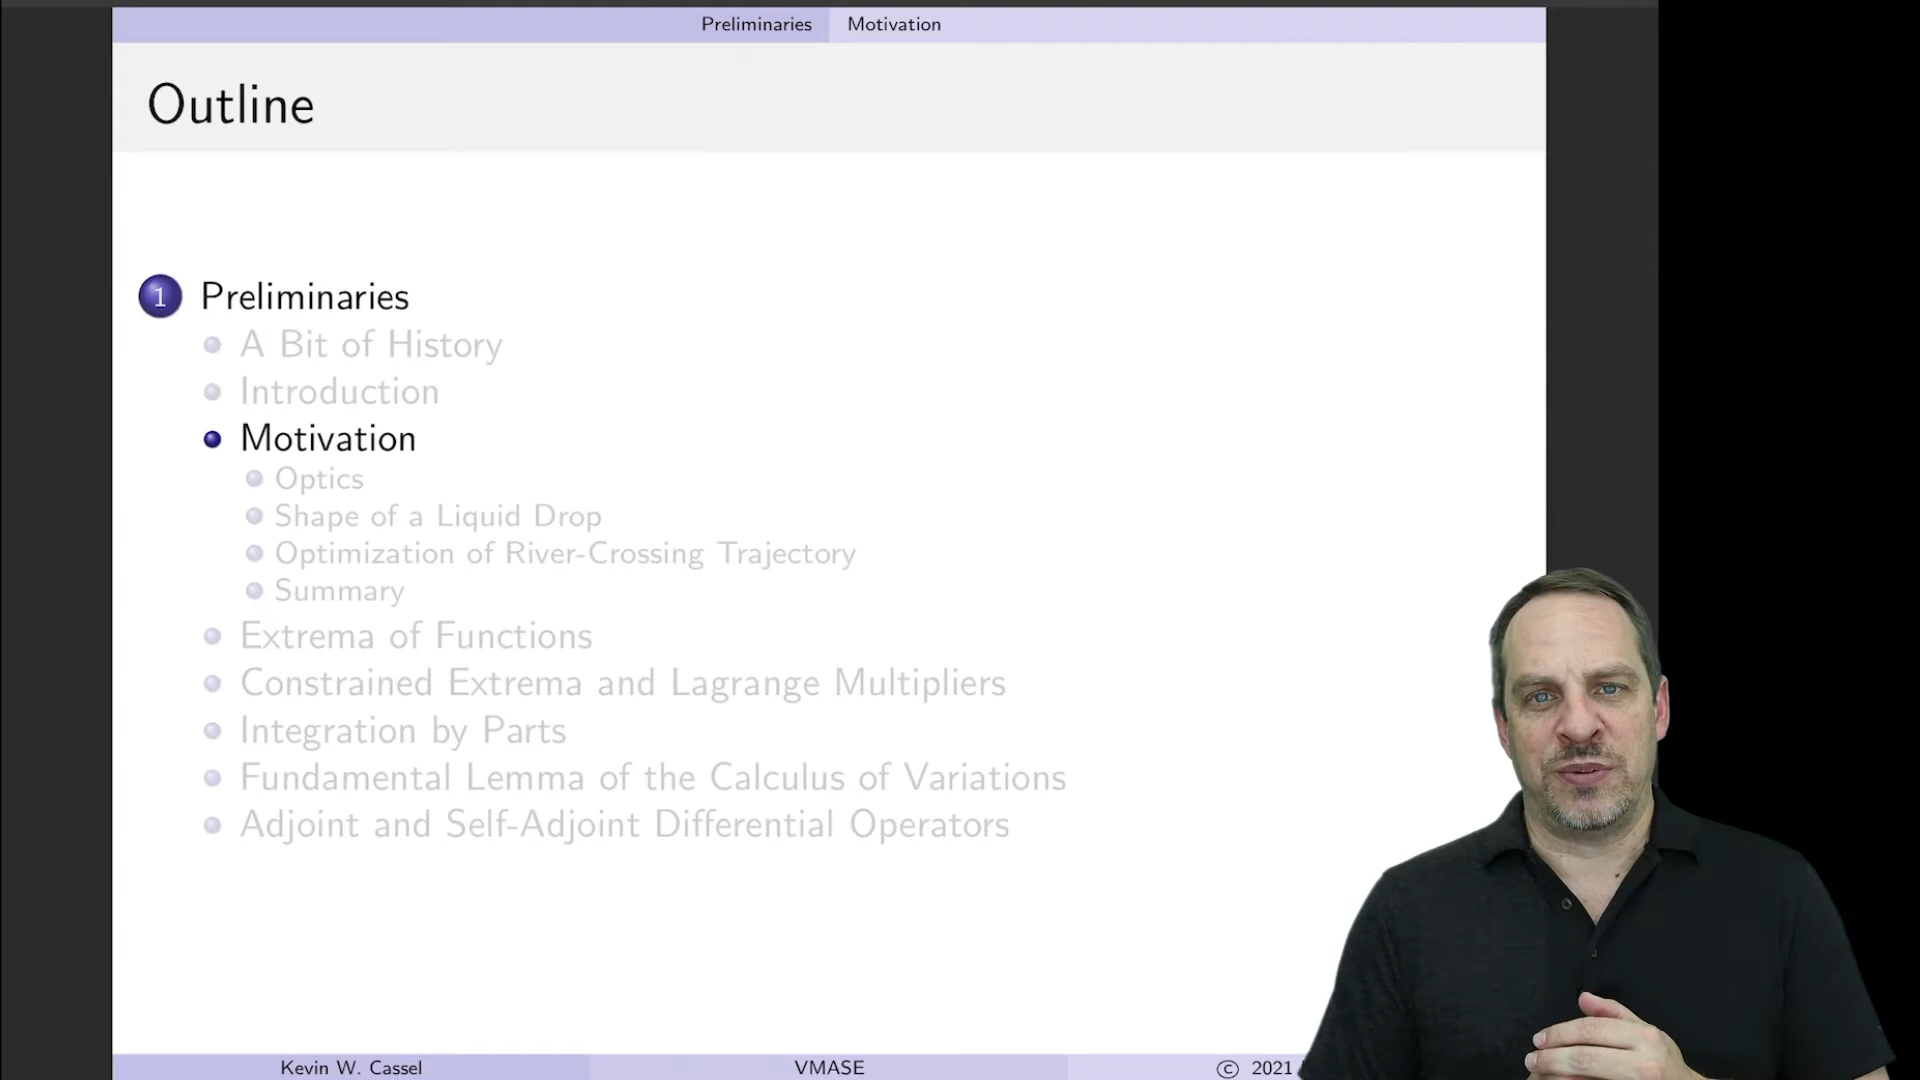 Preliminaries Motivation
Outline
1 Preliminaries
A Bit of History
Introduction
Motivation
Optics
Shape of a Liquid Drop
Optimization of River-Crossing Trajectory
Summary
Extrema of Functions
Constrained Extrema and Lagrange Multipliers
Integration by Parts
Fundamental Lemma of the Calculus of Variations
Adjoint and Self-Adjoint Differential Operators
Kevin W. Cassel VMASE © 2021